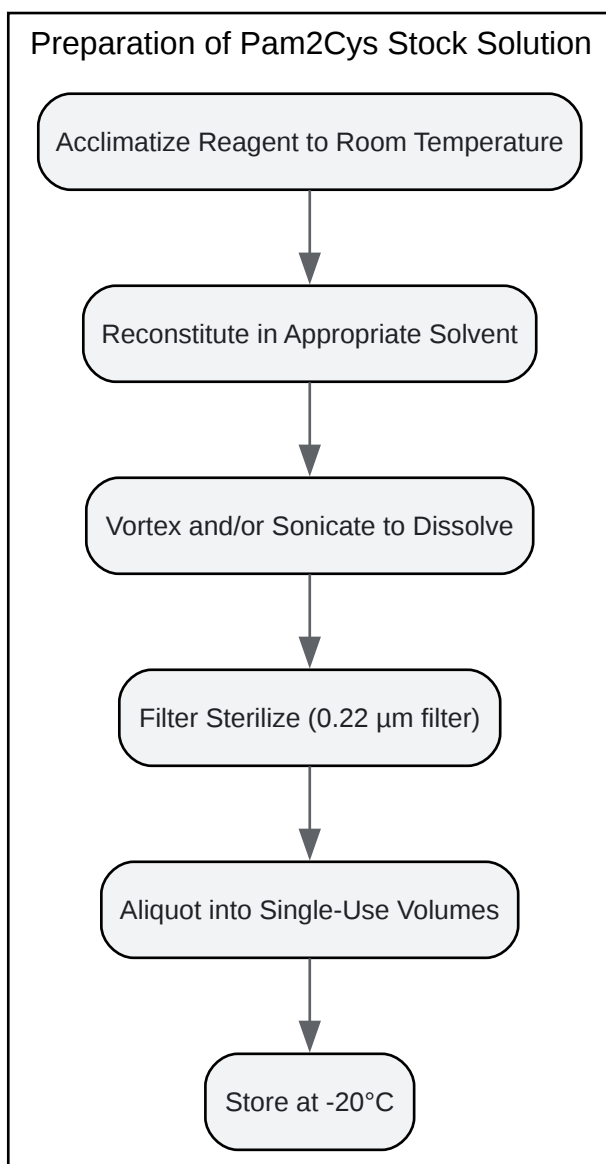 Preparation of Pam2Cys Stock Solution
Acclimatize Reagent to Room Temperature
Reconstitute in Appropriate Solvent
Vortex and/or Sonicate to Dissolve
Filter Sterilize (0.22 µm filter)
Aliquot into Single-Use Volumes
Store at -20°C